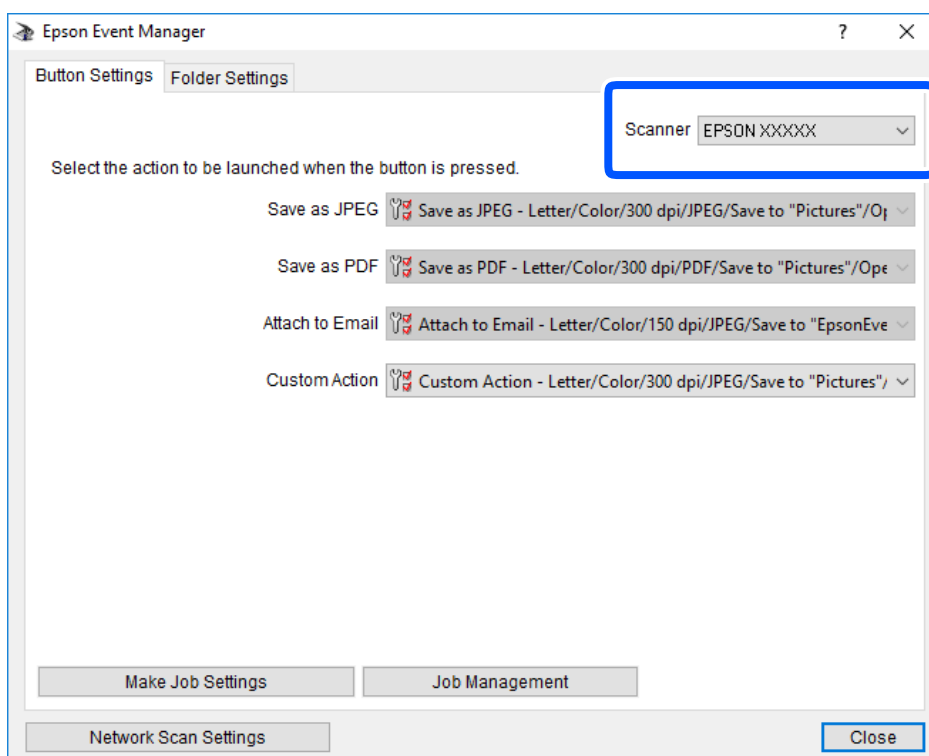 Epson Event Manager
?
Button Settings Folder Settings
Scanner EPSON XXXXX
Select the action to be launched when the button is pressed.
Save as JPEG Save as JPEG - Letter/Color/300 dpi/JPEG/Save to "Pictures"/Op
Save as PDF Save as PDF - Letter/Color/300 dpi/PDF/Save to "Pictures"/Ope
Attach to Email Attach to Email - Letter/Color/150 dpi/JPEG/Save to "EpsonEve
Custom Action Custom Action - Letter/Color/300 dpi/JPEG/Save to "Pictures"/
Make Job Settings Job Management
Network Scan Settings Close